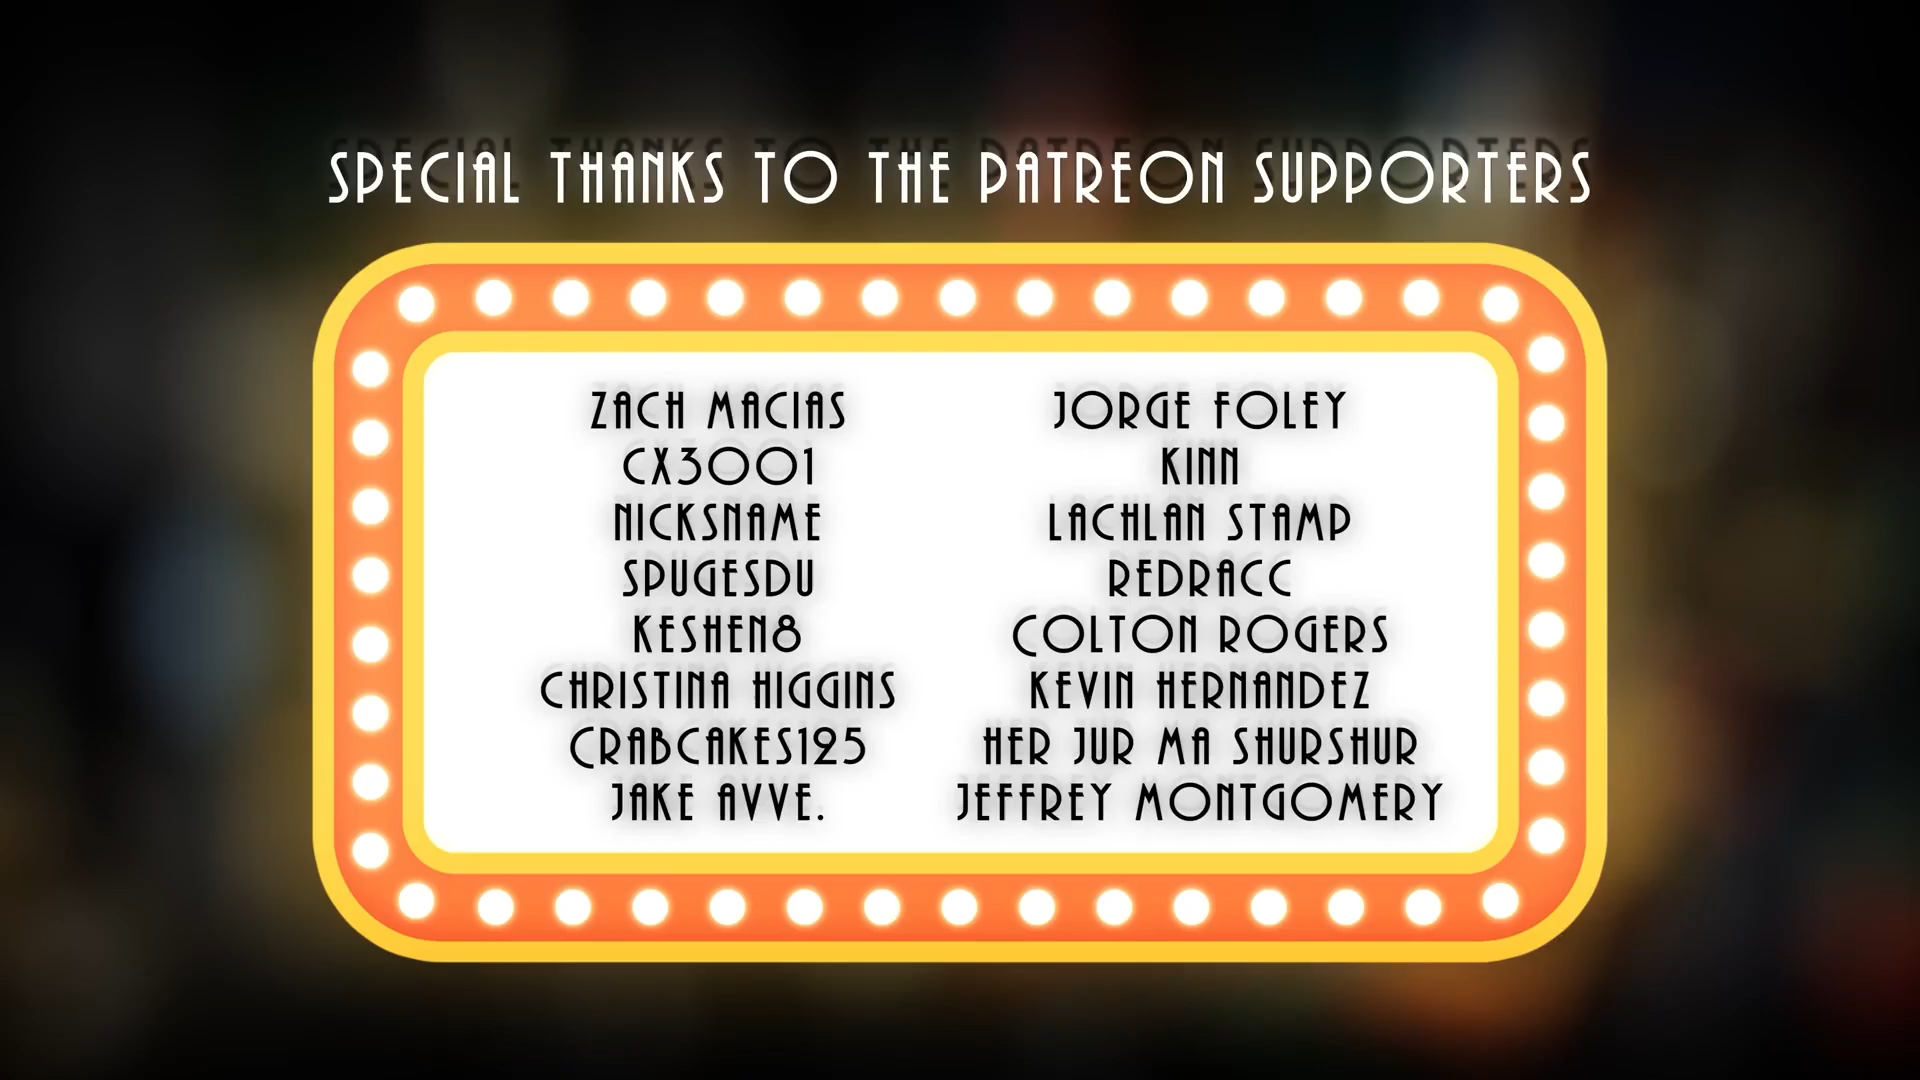 SPECIAL THANKS TO THE PATREON SUPPORTERS
ZACH MACIAS
CX3001
NICKSNAME
SPUGESDU
KESHEN8
CHRISTINA HIGGINS
CRABCAKES125
JAKE AVVE.
JORGE FOLEY
KINN
LACHLAN STAMP
REDRACC
COLTON ROGERS
KEVIN HERNANDEZ
HER JUR MA SHURSHUR
JEFFREY MONTGOMERY